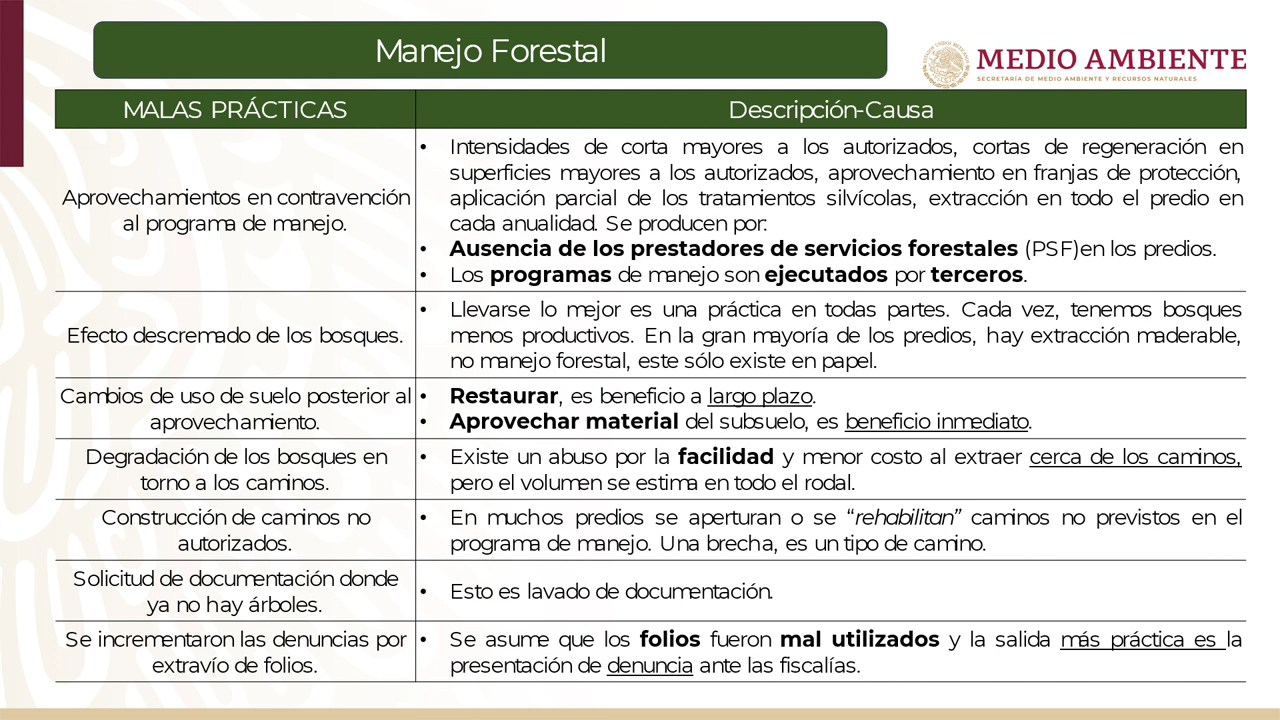 Manejo Forestal
MEDIO AMBIENTE
SECRETARÍA DE MEDIO AMBIENTE Y RECURSOS NATURALES
MALAS PRÁCTICAS
Descripción-Causa
Aprovechamientos en contravención
al programa de manejo.
• Intensidades de corta mayores a los autorizados, cortas de regeneración en
superficies mayores a los autorizados, aprovechamiento en franjas de protección,
aplicación parcial de los tratamientos silvícolas, extracción en todo el predio en
cada anualidad. Se producen por:
• Ausencia de los prestadores de servicios forestales (PSF)en los predios.
• Los programas de manejo son ejecutados por terceros.
Efecto descremado de los bosques.
• Llevarse lo mejor es una práctica en todas partes. Cada vez, tenemos bosques
menos productivos. En la gran mayoría de los predios, hay extracción maderable,
no manejo forestal, este sólo existe en papel.
Cambios de uso de suelo posterior al
aprovechamiento.
• Restaurar, es beneficio a largo plazo.
• Aprovechar material del subsuelo, es beneficio inmediato.
Degradación de los bosques en
torno a los caminos.
• Existe un abuso por la facilidad y menor costo al extraer cerca de los caminos,
pero el volumen se estima en todo el rodal.
Construcción de caminos no
autorizados.
• En muchos predios se aperturan o se “rehabilitan” caminos no previstos en el
programa de manejo. Una brecha, es un tipo de camino.
Solicitud de documentación donde
ya no hay árboles.
• Esto es lavado de documentación.
Se incrementaron las denuncias por
extravío de folios.
• Se asume que los folios fueron mal utilizados y la salida más práctica es la
presentación de denuncia ante las fiscalías.